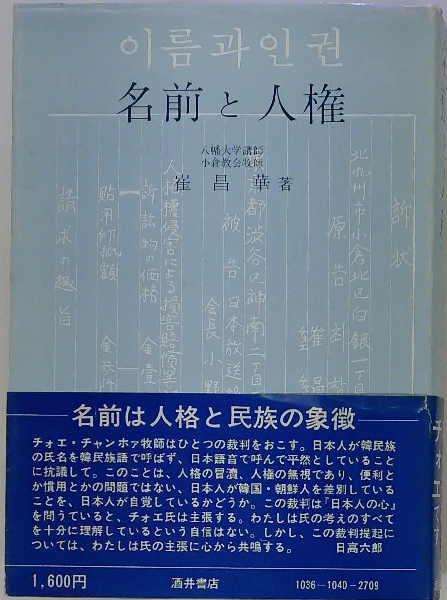 이름과인권
名前と人権
八幡大学講師
小倉教会牧師
崔昌華著
訴状
北九州市小倉北区白銀一丁目
原告
京都渋谷区神南二丁目
被告日本放送
会長小野
人格権侵害による損害賠償等
訴訟物の価格
貼用印紙額
請求の趣旨
名前は人格と民族の象徴
チォエ・チャンホァ牧師はひとつの裁判をおこす。日本人が韓民族
の氏名を韓民族語で呼ばず、日本語音で呼んで平然としていること
に抗議して。このことは、人格の冒瀆、人権の無視であり、便利と
か慣用とかの問題ではない、日本人が韓国・朝鮮人を差別している
ことを、日本人が自覚しているかどうか。この裁判は『日本人の心』
を問うていると、チォエ氏は主張する。わたしは氏の考えのすべて
を十分に理解しているという自信はない。しかし、この裁判提起に
ついては、わたしは氏の主張に心から共鳴する。 日高六郎
1,600円
酒井書店
1036-1040-2709